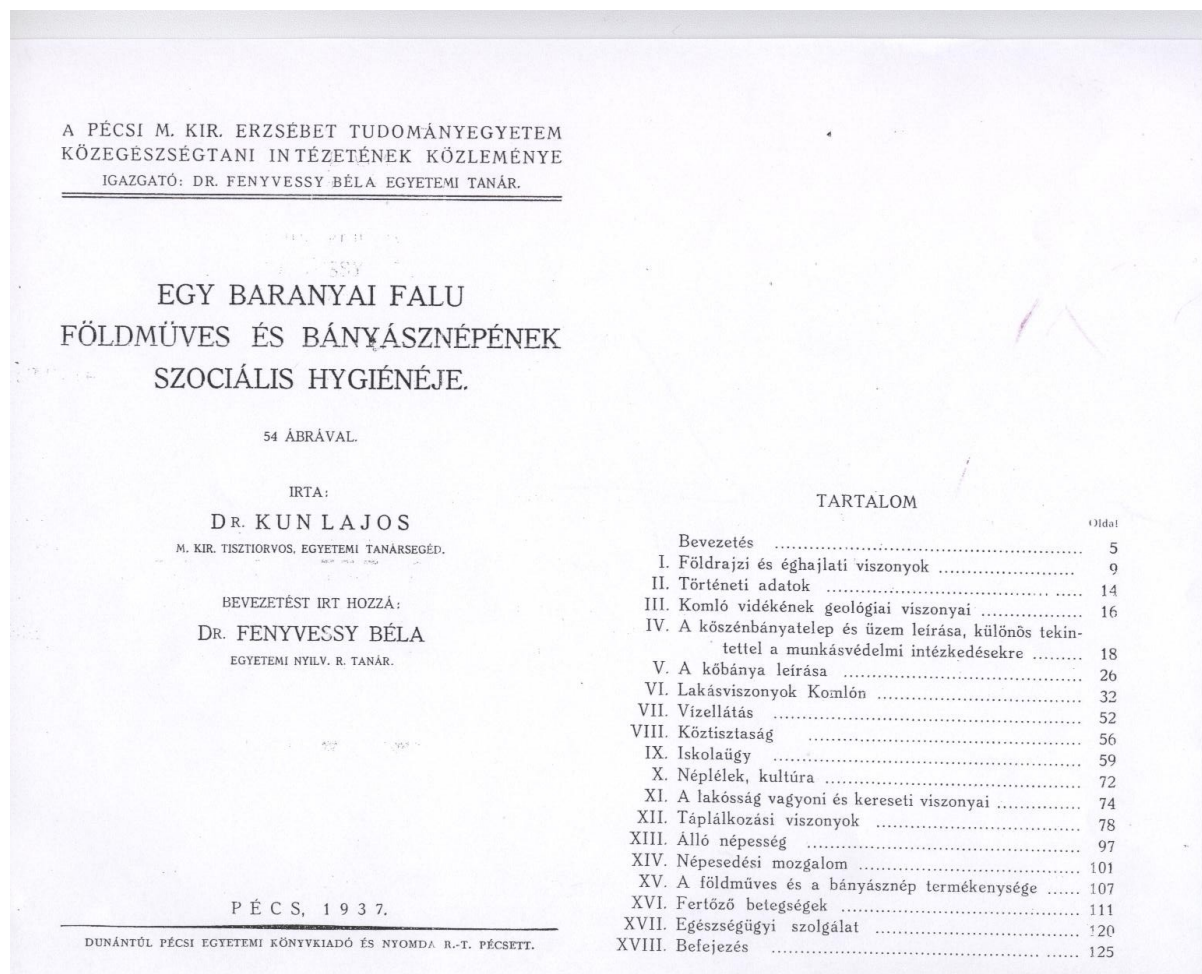 A PÉCSI M. KIR. ERZSÉBET TUDOMÁNYEGYETEM
KÖZEGÉSZSÉGTANI INTÉZETÉNEK KÖZLEMÉNYE
IGAZGATÓ: DR. FENYVESSY BÉLA EGYETEMI TANÁR.
EGY BARANYAI FALU
FÖLDMŰVES ÉS BÁNYÁSZNÉPÉNEK
SZOCIÁLIS HYGIÉNÉJE.
54 ÁBRÁVAL.
IRTA:
DR. KUN LAJOS
M. KIR. TISZTIORVOS, EGYETEMI TANÁRSEGÉD.
BEVEZETÉST IRT HOZZÁ:
DR. FENYVESSY BÉLA
EGYETEMI NYILV. R. TANÁR.
PÉCS, 1937.
DUNÁNTÚL PÉCSI EGYETEMI KÖNYVKIADÓ ÉS NYOMDA R.-T. PÉCSETT.
TARTALOM
Oldal
Bevezetés ........ 5
I. Földrajzi és éghajlati viszonyok ........ 9
II. Történeti adatok ........ 14
III. Komló vidékének geológiai viszonyai ........ 16
IV. A kőszénbányatelep és üzem leírása, különös tekin-
tettel a munkásvédelmi intézkedésekre ........ 18
V. A kőbánya leírása ........ 26
VI. Lakásviszonyok Komlón ........ 32
VII. Vízellátás ........ 52
VIII. Köztisztaság ........ 56
IX. Iskolaügy ........ 59
X. Néplélek, kultúra ........ 72
XI. A lakósság vagyoni és kereseti viszonyai ........ 74
XII. Táplálkozási viszonyok ........ 78
XIII. Álló népesség ........ 97
XIV. Népesedési mozgalom ........ 101
XV. A földműves és a bányásznép termékenysége ...... 107
XVI. Fertőző betegségek ........ 111
XVII. Egészségügyi szolgálat ........ 120
XVIII. Befejezés ........ 125